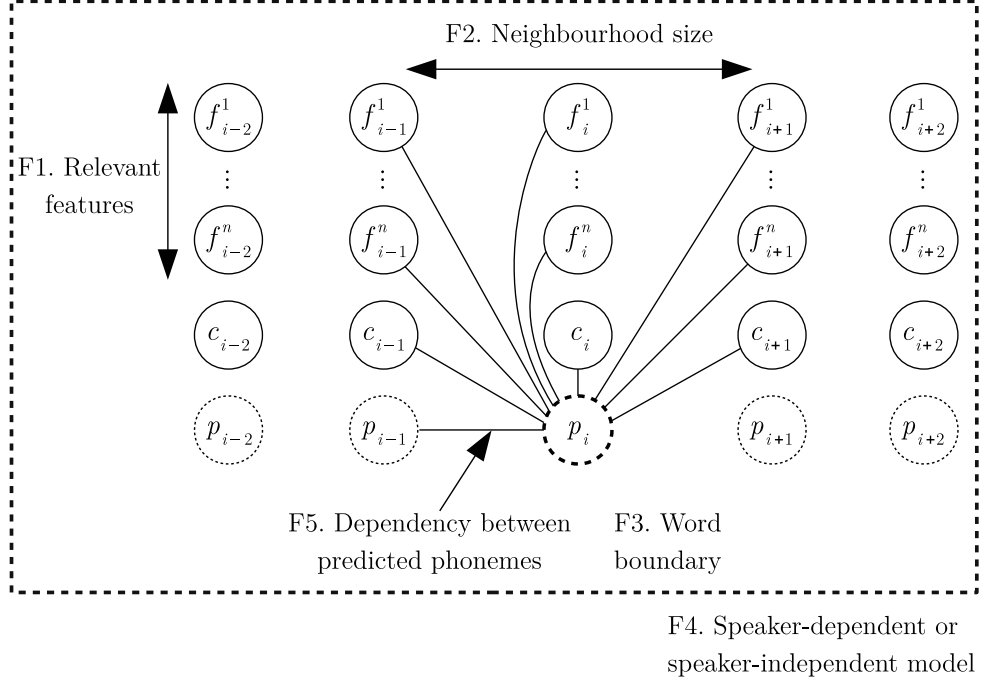 F2. Neighbourhood size
f^1_{i−2} f^1_{i−1} f^1_i f^1_{i+1} f^1_{i+2}
F1. Relevant
features
⋮ ⋮ ⋮ ⋮ ⋮
f^n_{i−2} f^n_{i−1} f^n_i f^n_{i+1} f^n_{i+2}
c_{i−2} c_{i−1} c_i c_{i+1} c_{i+2}
p_{i−2} p_{i−1} p_i p_{i+1} p_{i+2}
F5. Dependency between
predicted phonemes
F3. Word
boundary
F4. Speaker-dependent or
speaker-independent model